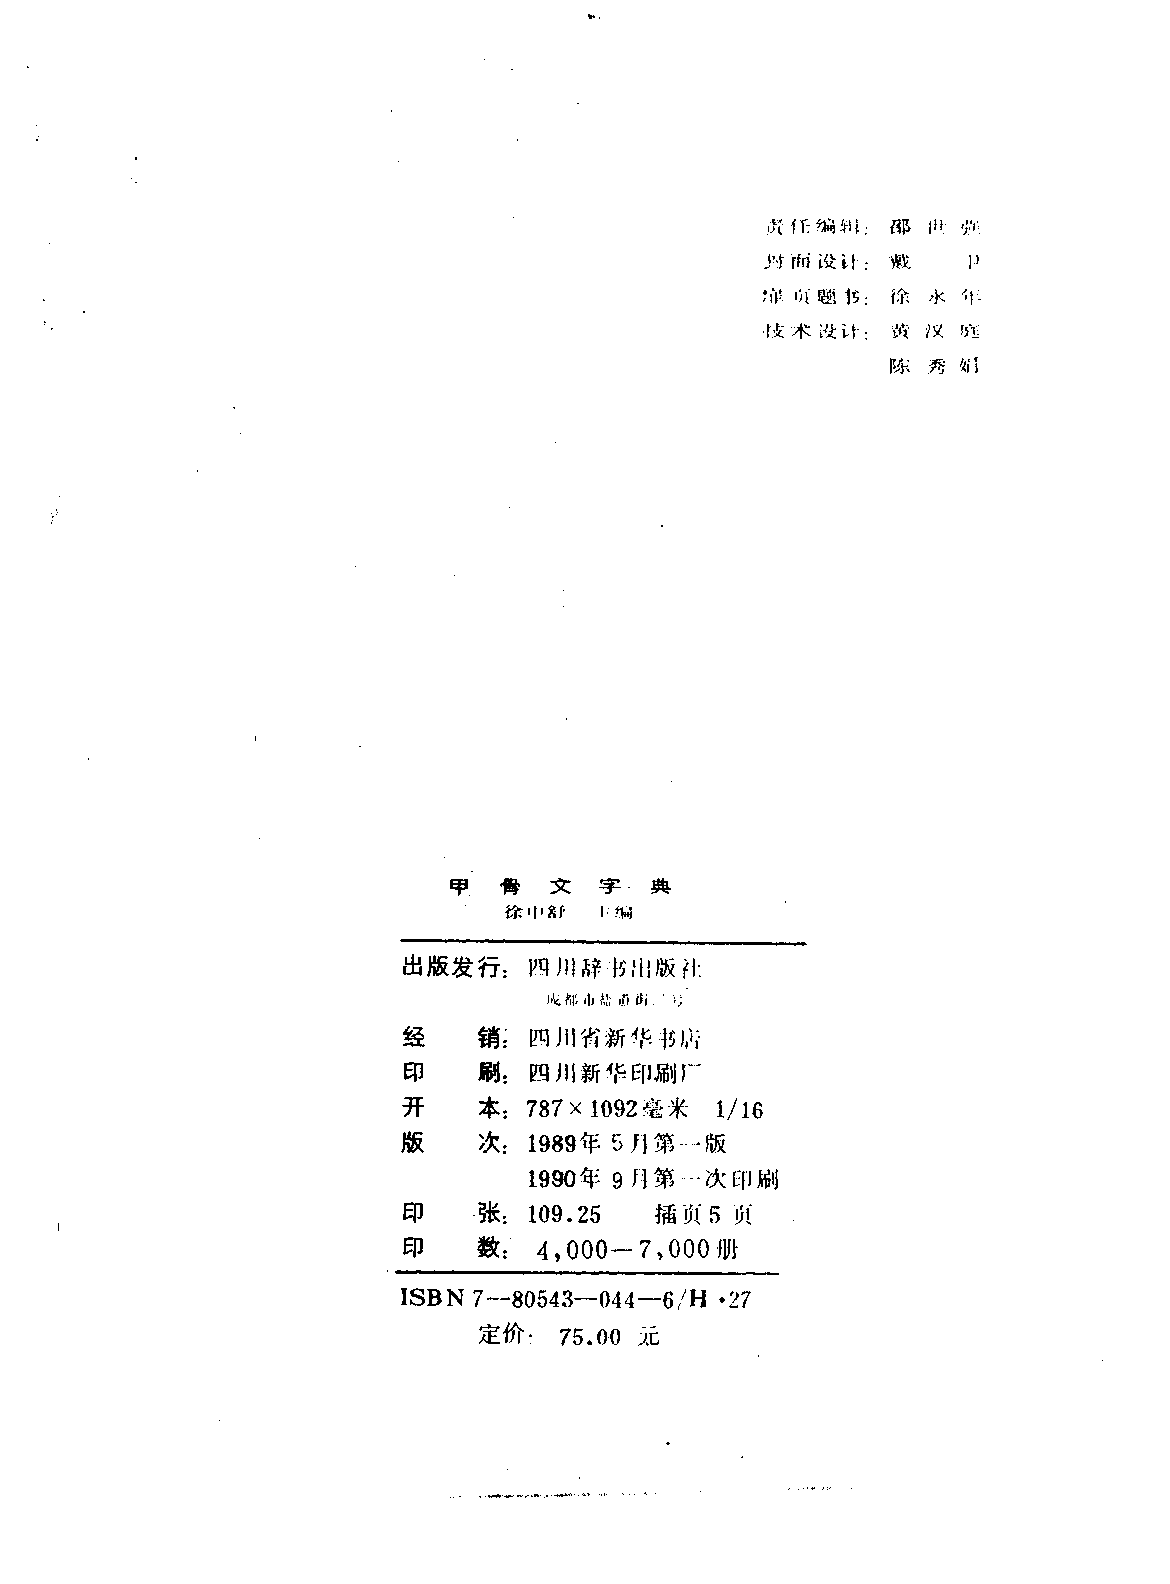 责任编辑：邵世强
封面设计：戴 卫
扉页题书：徐永年
技术设计：黄汉庭
陈秀娟
甲骨文字典
徐中舒 主编
出版发行：四川辞书出版社
成都市盐道街 号
经 销：四川省新华书店
印 刷：四川新华印刷厂
开 本：787×1092毫米 1/16
版 次：1989年5月第一版
1990年9月第一次印刷
印 张：109.25 插页5页
印 数：4,000—7,000册
ISBN 7—80543—044—6/H·27
定价：75.00 元